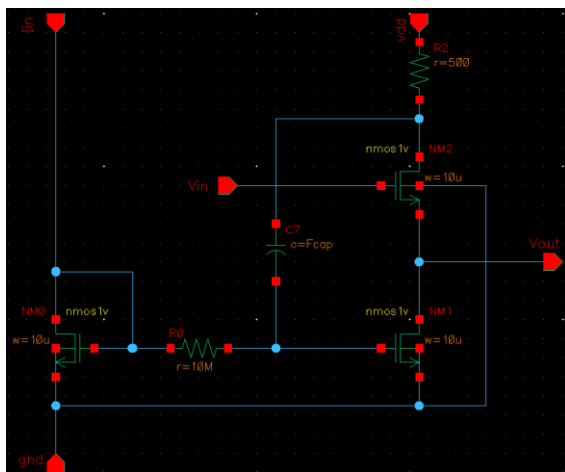 Iin
vdd
R2
r=500
nmos1v
NM2
Vin
w=10u
C7
c=Fcap
Vout
NM0
nmos1v
R0
nmos1v
NM1
w=10u
w=10u
r=10M
gnd